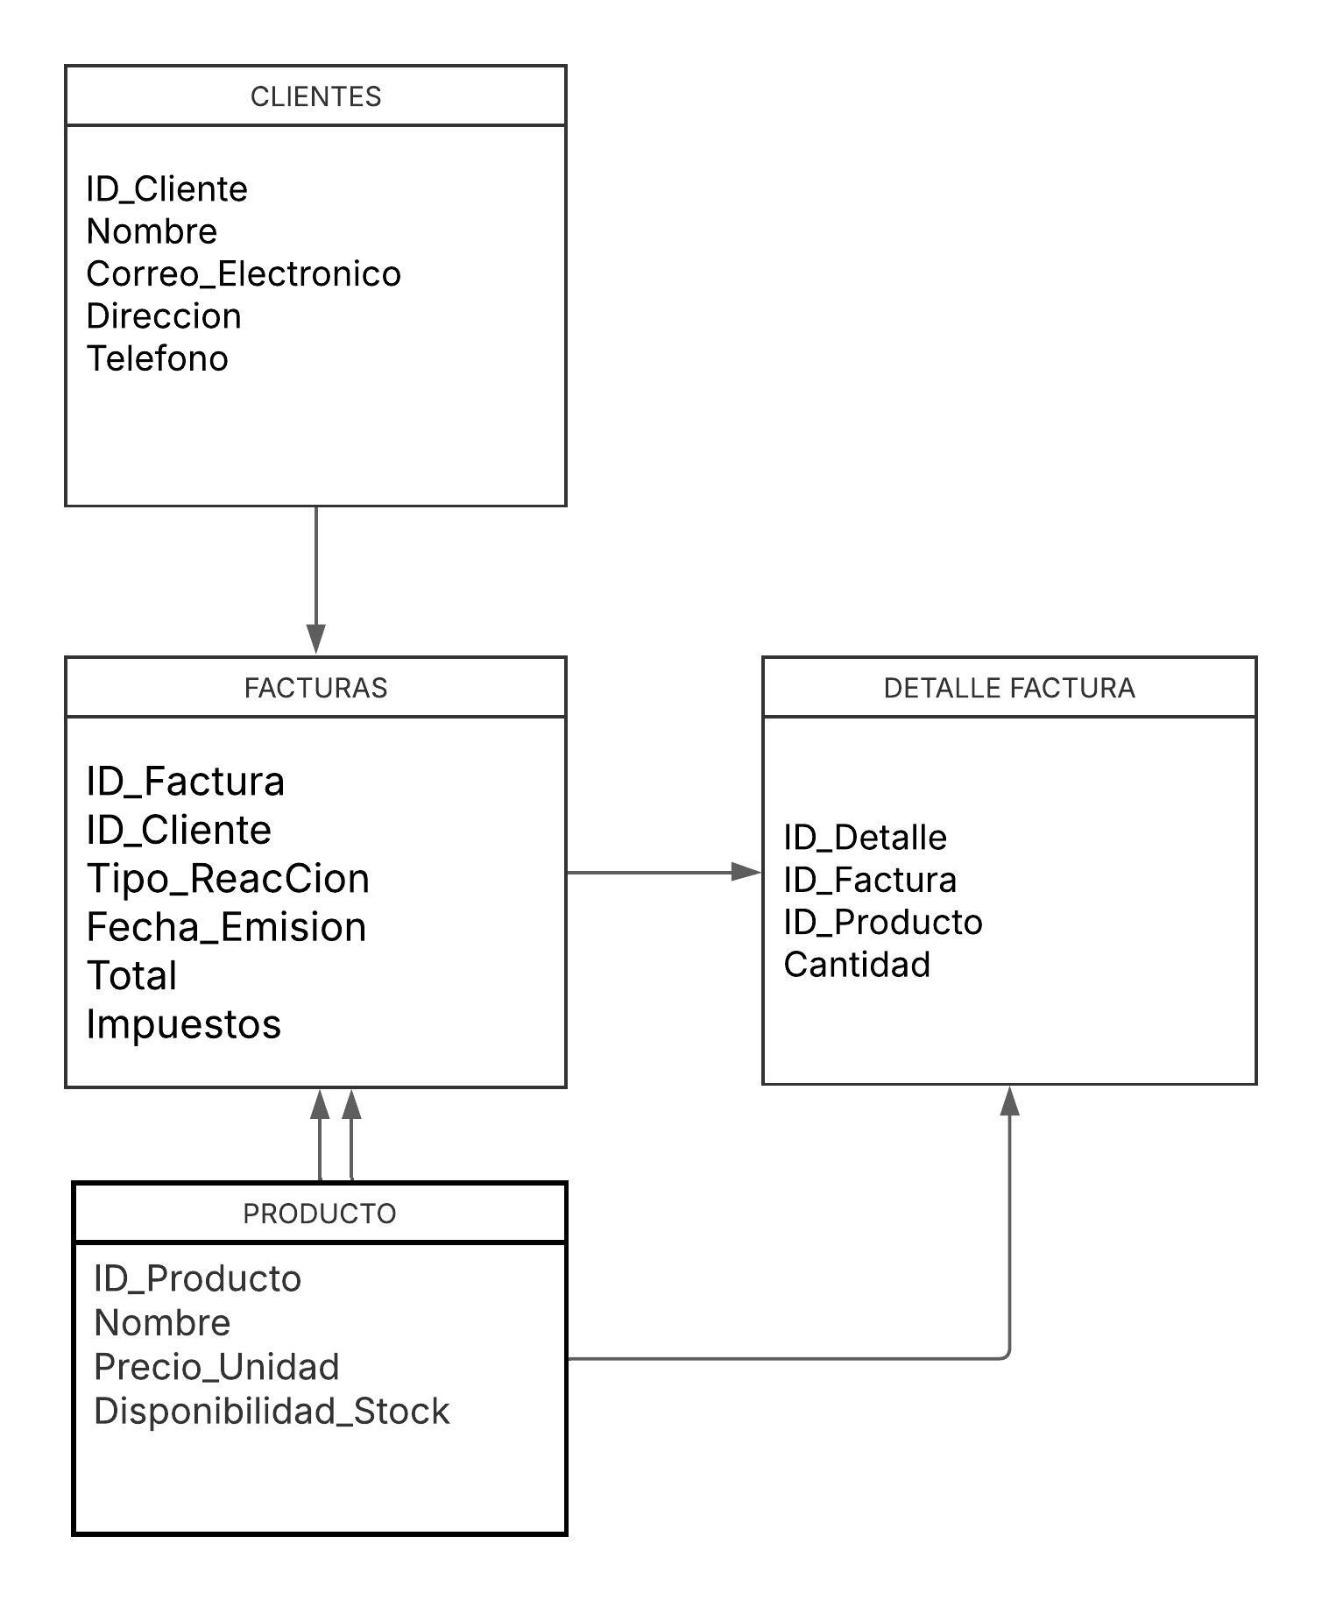 CLIENTES
ID_Cliente
Nombre
Correo_Electronico
Direccion
Telefono
FACTURAS
ID_Factura
ID_Cliente
Tipo_ReacCion
Fecha_Emision
Total
Impuestos
DETALLE FACTURA
ID_Detalle
ID_Factura
ID_Producto
Cantidad
PRODUCTO
ID_Producto
Nombre
Precio_Unidad
Disponibilidad_Stock